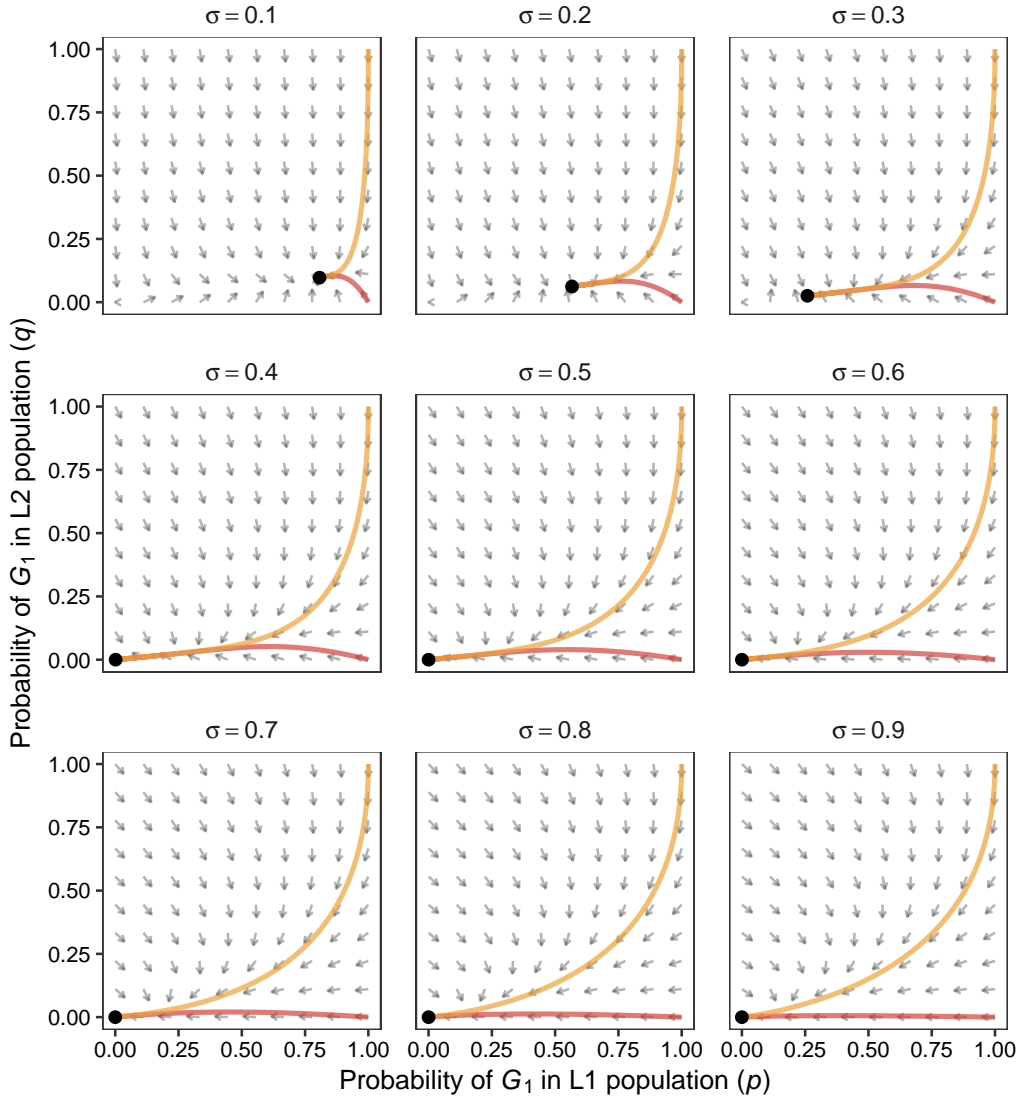 σ = 0.1
σ = 0.2
σ = 0.3
1.00
0.75
0.50
0.25
0.00
σ = 0.4
σ = 0.5
σ = 0.6
1.00
0.75
0.50
0.25
0.00
σ = 0.7
σ = 0.8
σ = 0.9
1.00
0.75
0.50
0.25
0.00
0.00 0.25 0.50 0.75 1.00
0.00 0.25 0.50 0.75 1.00
0.00 0.25 0.50 0.75 1.00
Probability of G₁ in L1 population (p)
Probability of G₁ in L2 population (q)